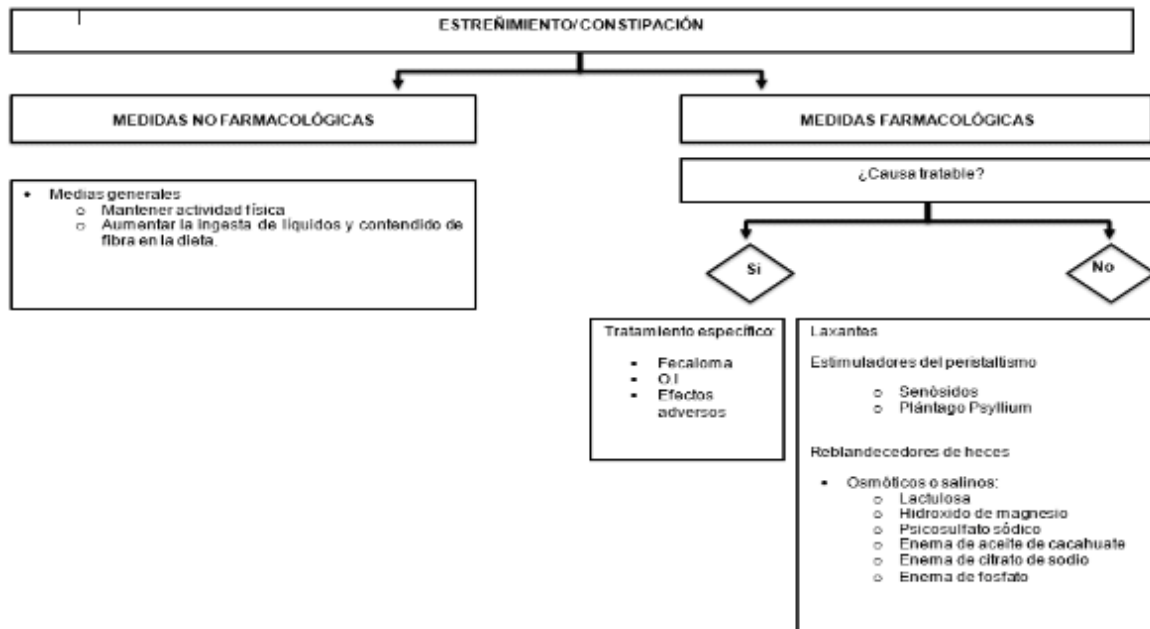 ESTREÑIMIENTO/CONSTIPACIÓN
MEDIDAS NO FARMACOLÓGICAS
• Medias generales
o Mantener actividad física
o Aumentar la ingesta de líquidos y contendido de
fibra en la dieta.
MEDIDAS FARMACOLÓGICAS
¿Causa tratable?
Si
No
Tratamiento específico:
▪ Fecaloma
▪ O.I
▪ Efectos
adversos
Laxantes
Estimuladores del peristaltismo
o Senósidos
o Plántago Psyllium
Reblandecedores de heces
▪ Osmóticos o salinos:
o Lactulosa
o Hidroxido de magnesio
o Psicosulfato sódico
o Enema de aceite de cacahuate
o Enema de citrato de sodio
o Enema de fosfato